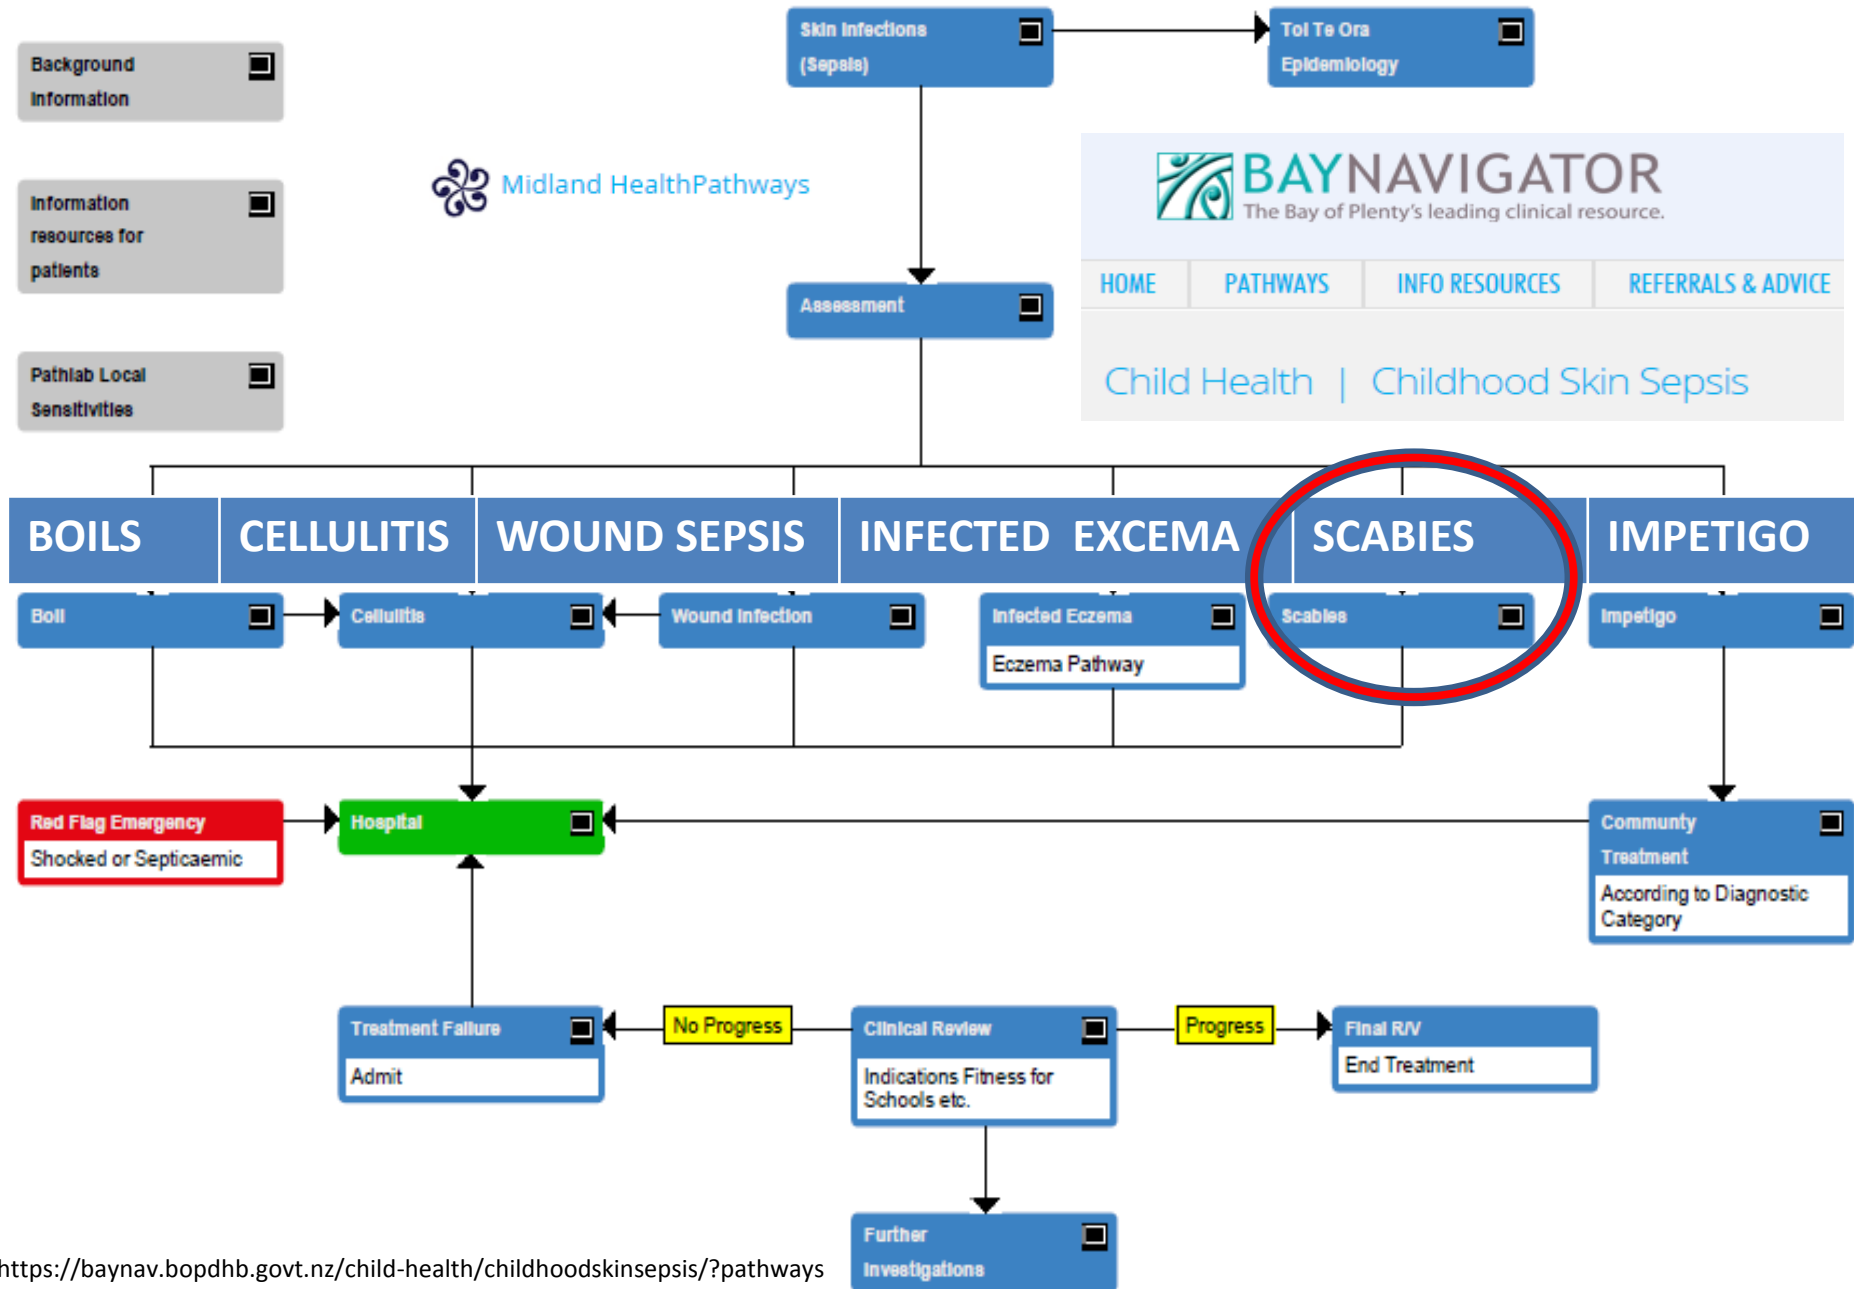 Skin Infections
(Sepsis)
Toi Te Ora
Epidemiology
Background
Information
Midland HealthPathways
BAYNAVIGATOR
The Bay of Plenty's leading clinical resource.
Information
resources for
patients
HOME
PATHWAYS
INFO RESOURCES
REFERRALS & ADVICE
Assessment
Child Health | Childhood Skin Sepsis
Pathlab Local
Sensitivities
BOILS
CELLULITIS
WOUND SEPSIS
INFECTED EXCEMA
SCABIES
IMPETIGO
Boil
Cellulitis
Wound Infection
Infected Eczema
Eczema Pathway
Scabies
Impetigo
Red Flag Emergency
Shocked or Septicaemic
Hospital
Communty
Treatment
According to Diagnostic
Category
Treatment Failure
Admit
No Progress
Clinical Review
Indications Fitness for
Schools etc.
Progress
Final R/V
End Treatment
Further
Investigations
https://baynav.bopdhb.govt.nz/child-health/childhoodskinsepsis/?pathways